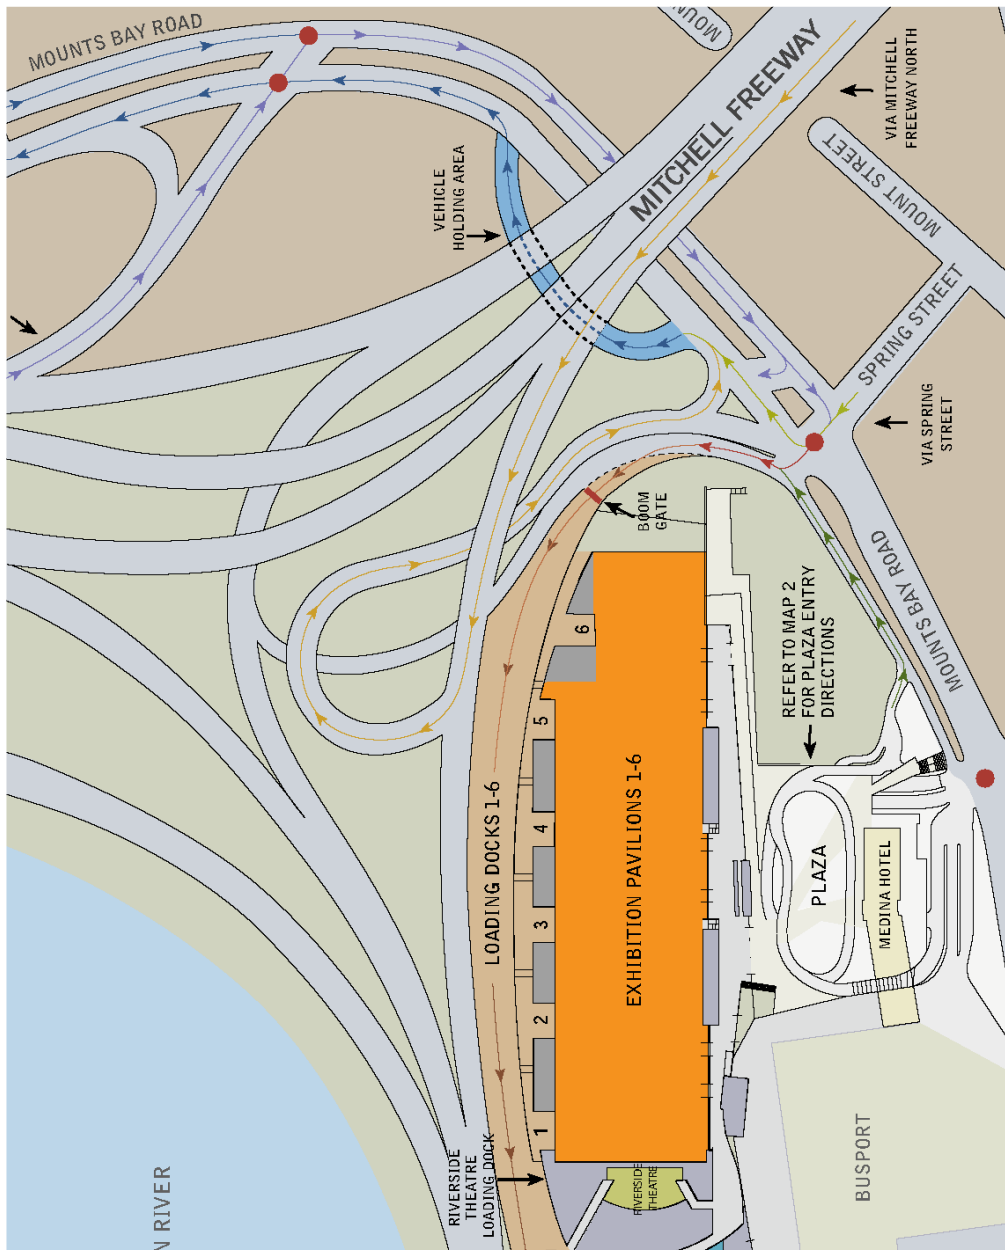 MOUNTS BAY ROAD
MOUN
MITCHELL FREEWAY
VIA MITCHELL
FREEWAY NORTH
MOUNT STREET
VEHICLE
HOLDING AREA
SPRING STREET
VIA SPRING
STREET
BOOM
GATE
MOUNTS BAY ROAD
REFER TO MAP 2
FOR PLAZA ENTRY
DIRECTIONS
6
5
4
3
2
1
LOADING DOCKS 1-6
EXHIBITION PAVILIONS 1-6
PLAZA
MEDINA HOTEL
RIVERSIDE
THEATRE
LOADING DOCK
RIVERSIDE
THEATRE
BUSPORT
N RIVER